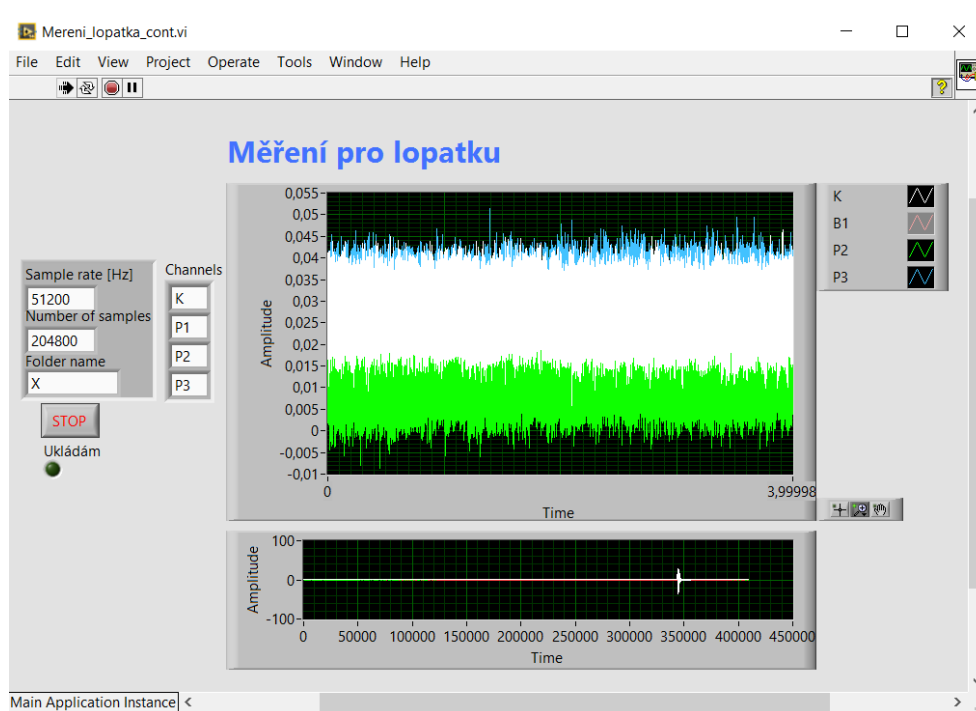 Mereni_lopatka_cont.vi
File Edit View Project Operate Tools Window Help
Měření pro lopatku
Sample rate [Hz]
51200
Number of samples
204800
Folder name
X
STOP
Ukládám
Channels
K
P1
P2
P3
Amplitude
0,055
0,05
0,045
0,04
0,035
0,03
0,025
0,02
0,015
0,01
0,005
0
-0,005
-0,01
0 3,99998
Time
K
B1
P2
P3
Amplitude
100
0
-100
0 50000 100000 150000 200000 250000 300000 350000 400000 450000
Time
Main Application Instance